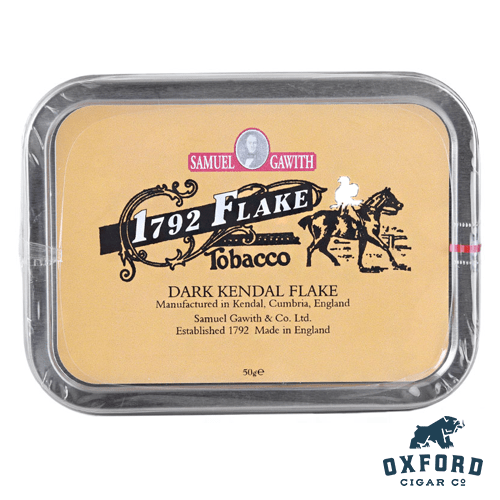 SAMUEL GAWITH
1792 FLAKE
Tobacco
DARK KENDAL FLAKE
Manufactured in Kendal, Cumbria, England
Samuel Gawith & Co. Ltd.
Established 1792 Made in England
50g℮
OXFORD
CIGAR CO